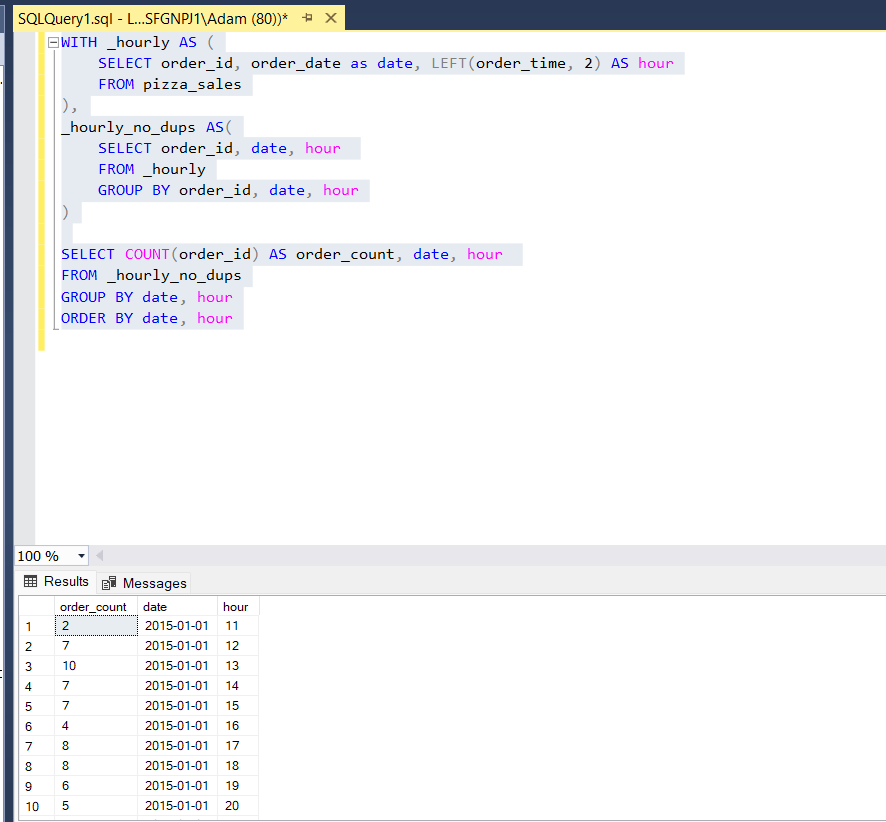 SQLQuery1.sql - L...SFGNPJ1\Adam (80))*
WITH _hourly AS (
SELECT order_id, order_date as date, LEFT(order_time, 2) AS hour
FROM pizza_sales
),
_hourly_no_dups AS(
SELECT order_id, date, hour
FROM _hourly
GROUP BY order_id, date, hour
)
SELECT COUNT(order_id) AS order_count, date, hour
FROM _hourly_no_dups
GROUP BY date, hour
ORDER BY date, hour
100 %
Results Messages
order_count date hour
1 2 2015-01-01 11
2 7 2015-01-01 12
3 10 2015-01-01 13
4 7 2015-01-01 14
5 7 2015-01-01 15
6 4 2015-01-01 16
7 8 2015-01-01 17
8 8 2015-01-01 18
9 6 2015-01-01 19
10 5 2015-01-01 20